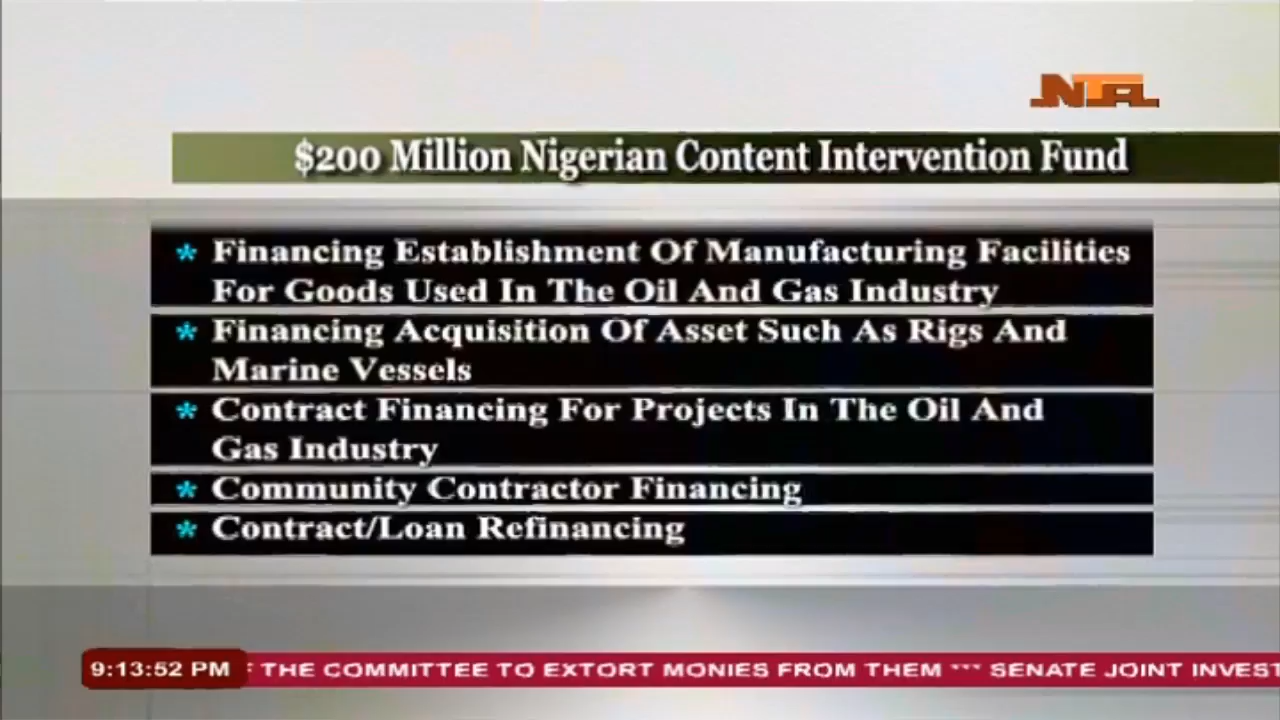 NTA
$200 Million Nigerian Content Intervention Fund
* Financing Establishment Of Manufacturing Facilities
For Goods Used In The Oil And Gas Industry
* Financing Acquisition Of Asset Such As Rigs And
Marine Vessels
* Contract Financing For Projects In The Oil And
Gas Industry
* Community Contractor Financing
* Contract/Loan Refinancing
9:13:52 PM THE COMMITTEE TO EXTORT MONIES FROM THEM *** SENATE JOINT INVEST